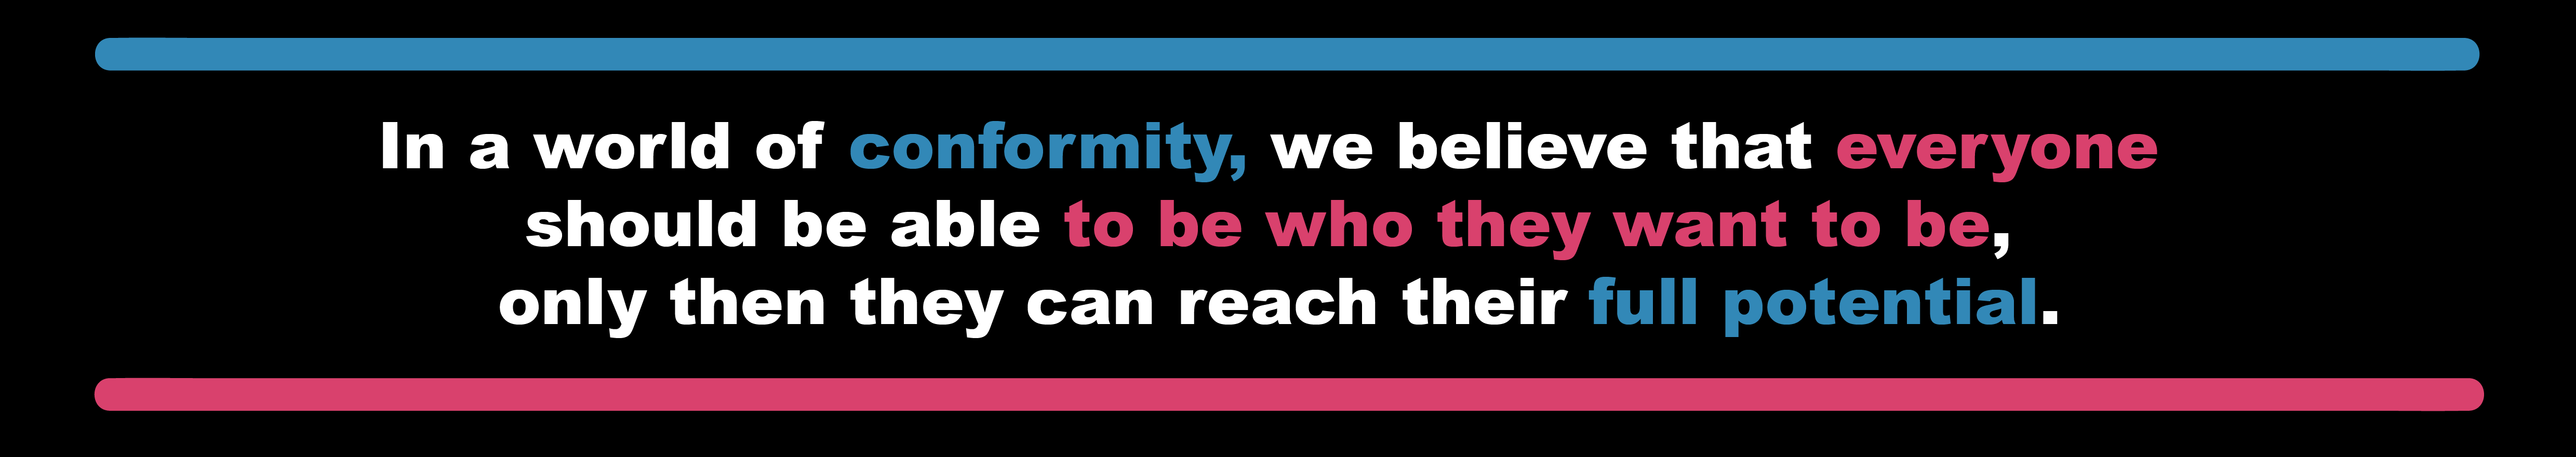 In a world of conformity, we believe that everyone
should be able to be who they want to be,
only then they can reach their full potential.